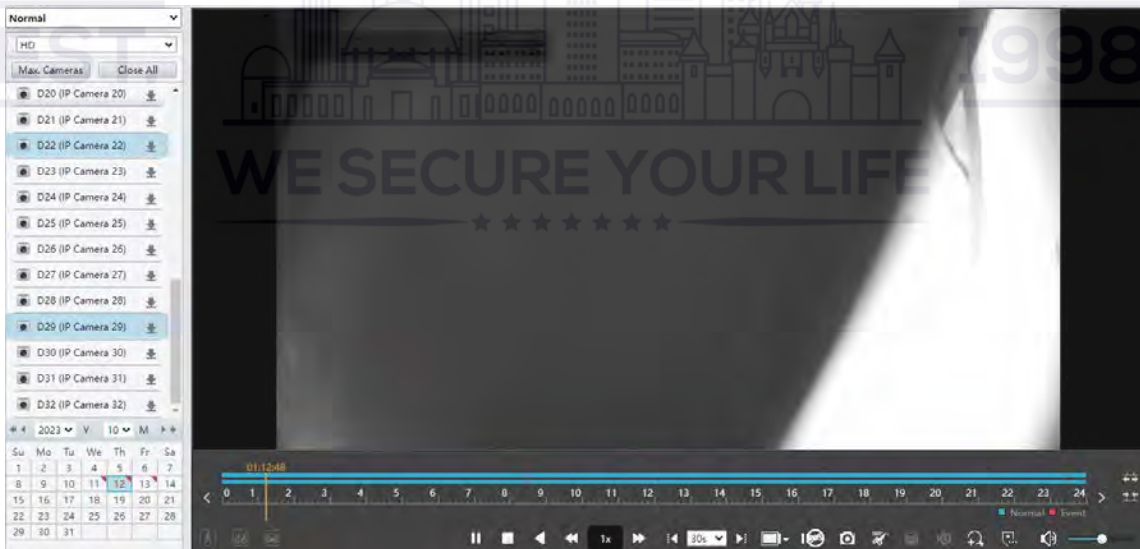 Normal
HD
Max. Cameras Close All
D20 (IP Camera 20)
D21 (IP Camera 21)
D22 (IP Camera 22)
D23 (IP Camera 23)
D24 (IP Camera 24)
D25 (IP Camera 25)
D26 (IP Camera 26)
D27 (IP Camera 27)
D28 (IP Camera 28)
D29 (IP Camera 29)
D30 (IP Camera 30)
D31 (IP Camera 31)
D32 (IP Camera 32)
2023 Y 10 M
Su Mo Tu We Th Fr Sa
1 2 3 4 5 6 7
8 9 10 11 12 13 14
15 16 17 18 19 20 21
22 23 24 25 26 27 28
29 30 31
EST
1998
WE SECURE YOUR LIFE
01:12:48
0 1 2 3 4 5 6 7 8 9 10 11 12 13 14 15 16 17 18 19 20 21 22 23 24
Normal Event
1x
30s